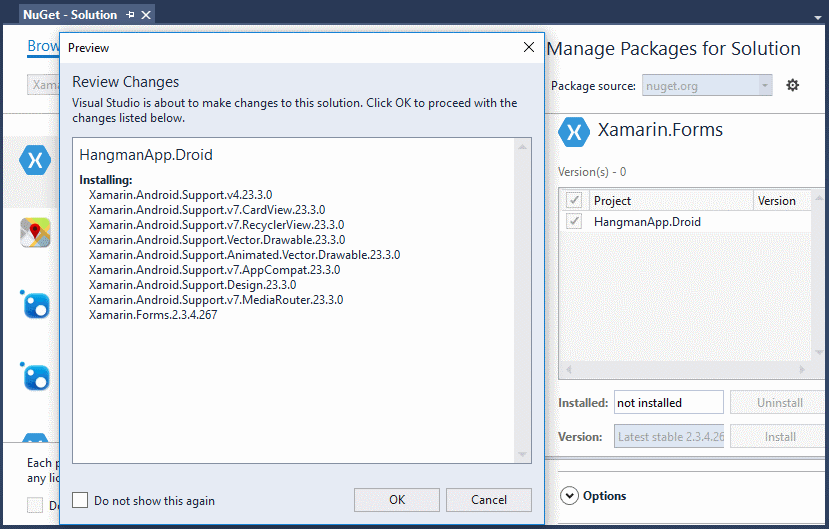 NuGet - Solution
Brow
Xama
Each p
any lic
Do
Preview
Review Changes
Visual Studio is about to make changes to this solution. Click OK to proceed with the
changes listed below.
HangmanApp.Droid
Installing:
Xamarin.Android.Support.v4.23.3.0
Xamarin.Android.Support.v7.CardView.23.3.0
Xamarin.Android.Support.v7.RecyclerView.23.3.0
Xamarin.Android.Support.Vector.Drawable.23.3.0
Xamarin.Android.Support.Animated.Vector.Drawable.23.3.0
Xamarin.Android.Support.v7.AppCompat.23.3.0
Xamarin.Android.Support.Design.23.3.0
Xamarin.Android.Support.v7.MediaRouter.23.3.0
Xamarin.Forms.2.3.4.267
Do not show this again
OK
Cancel
Manage Packages for Solution
Package source: nuget.org
Xamarin.Forms
Version(s) - 0
Project Version
HangmanApp.Droid
Installed: not installed Uninstall
Version: Latest stable 2.3.4.26 Install
Options